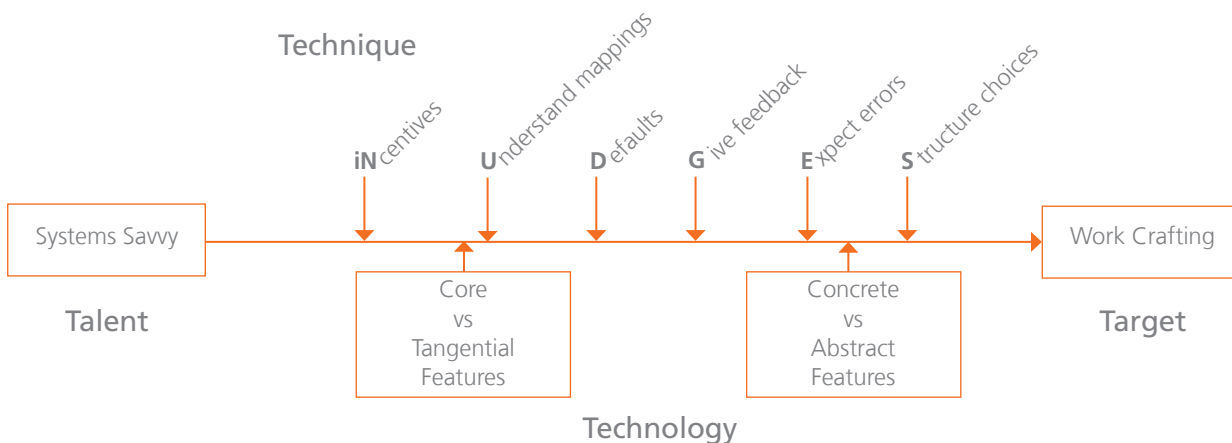 Technique
iNcentives
Understand mappings
Defaults
Give feedback
Expect errors
Structure choices
Systems Savvy
Work Crafting
Core
vs
Tangential
Features
Concrete
vs
Abstract
Features
Talent
Target
Technology